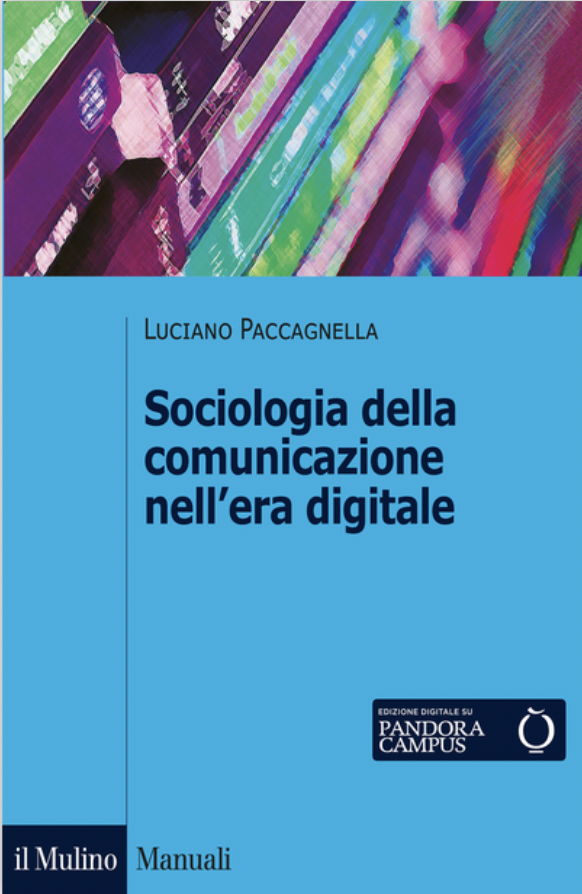 LUCIANO PACCAGNELLA
Sociologia della
comunicazione
nell'era digitale
EDIZIONE DIGITALE SU
PANDORA
CAMPUS
il Mulino
Manuali